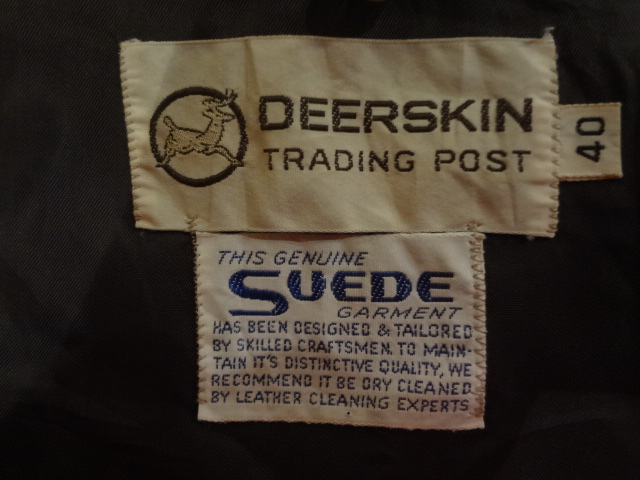 DEERSKIN
TRADING POST
40
THIS GENUINE
SUEDE
GARMENT
HAS BEEN DESIGNED & TAILORED
BY SKILLED CRAFTSMEN. TO MAIN-
TAIN IT'S DISTINCTIVE QUALITY, WE
RECOMMEND IT BE DRY CLEANED
BY LEATHER CLEANING EXPERTS